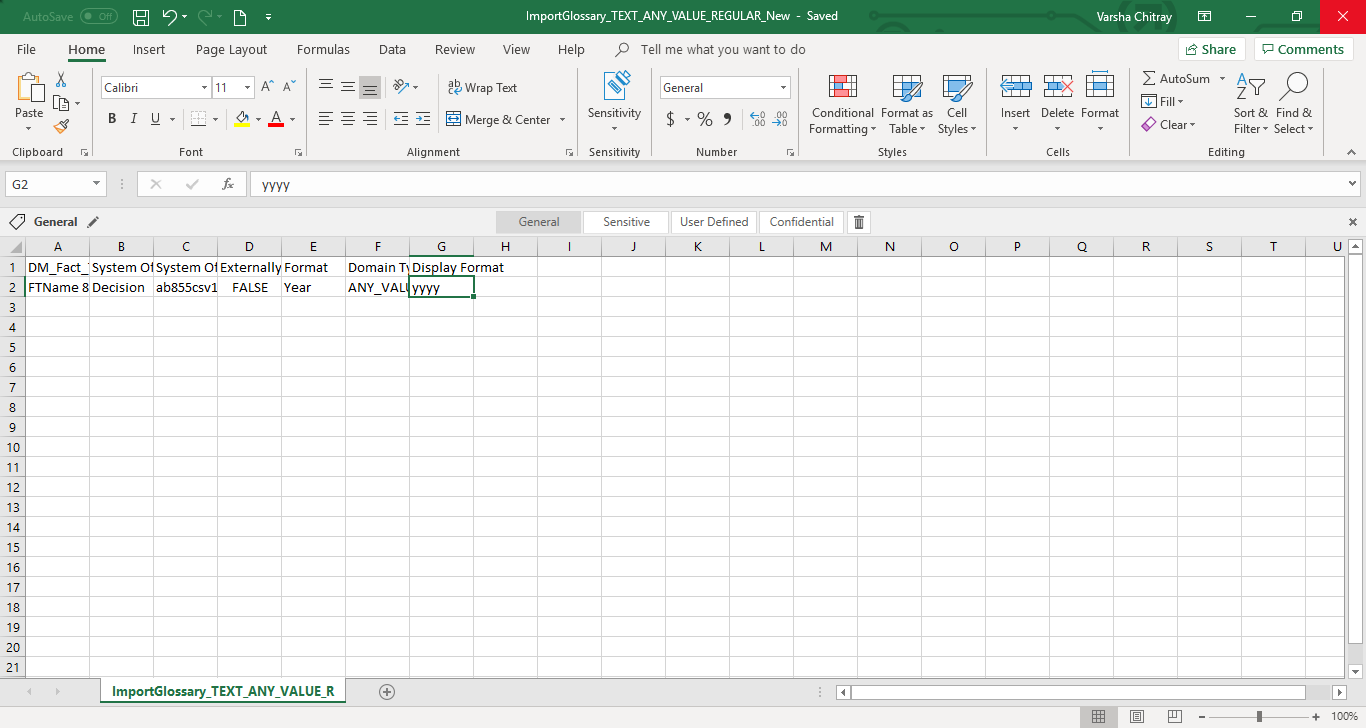 AutoSave Off ImportGlossary_TEXT_ANY_VALUE_REGULAR_New - Saved Varsha Chitray
File Home Insert Page Layout Formulas Data Review View Help Tell me what you want to do Share Comments
Calibri 11 A A Wrap Text General AutoSum
Paste B I U A Merge & Center $ % Sensitivity Conditional Formatting Format as Table Cell Styles Insert Delete Format Fill Clear Sort & Filter Find & Select
Clipboard Font Alignment Sensitivity Number Styles Cells Editing
G2 fx yyyy
General General Sensitive User Defined Confidential
A B C D E F G H I J K L M N O P Q R S T U
1 DM_Fact_ System Of System Of Externally Format Domain Ty Display Format
2 FTName 8 Decision ab855csv1 FALSE Year ANY_VALU yyyy
3
4
5
6
7
8
9
10
11
12
13
14
15
16
17
18
19
20
21
ImportGlossary_TEXT_ANY_VALUE_R
100%